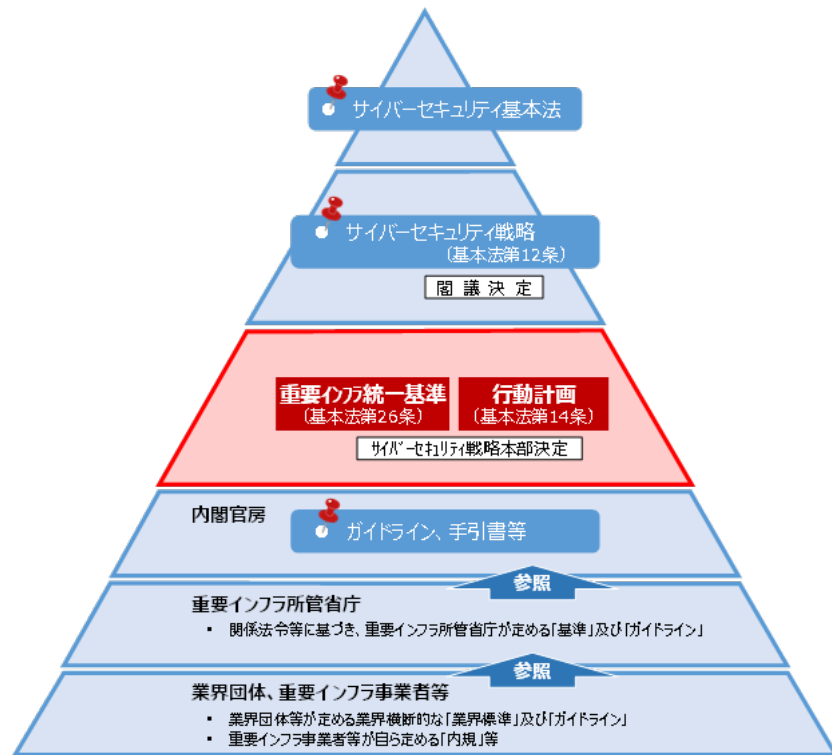 サイバーセキュリティ基本法
サイバーセキュリティ戦略
(基本法第12条)
閣議決定
重要インフラ統一基準
(基本法第26条)
行動計画
(基本法第14条)
サイバーセキュリティ戦略本部決定
内閣官房
ガイドライン、手引書等
参照
重要インフラ所管省庁
▪ 関係法令等に基づき、重要インフラ所管省庁が定める「基準」及び「ガイドライン」
参照
業界団体、重要インフラ事業者等
▪ 業界団体等が定める業界横断的な「業界標準」及び「ガイドライン」
▪ 重要インフラ事業者等が自ら定める「内規」等